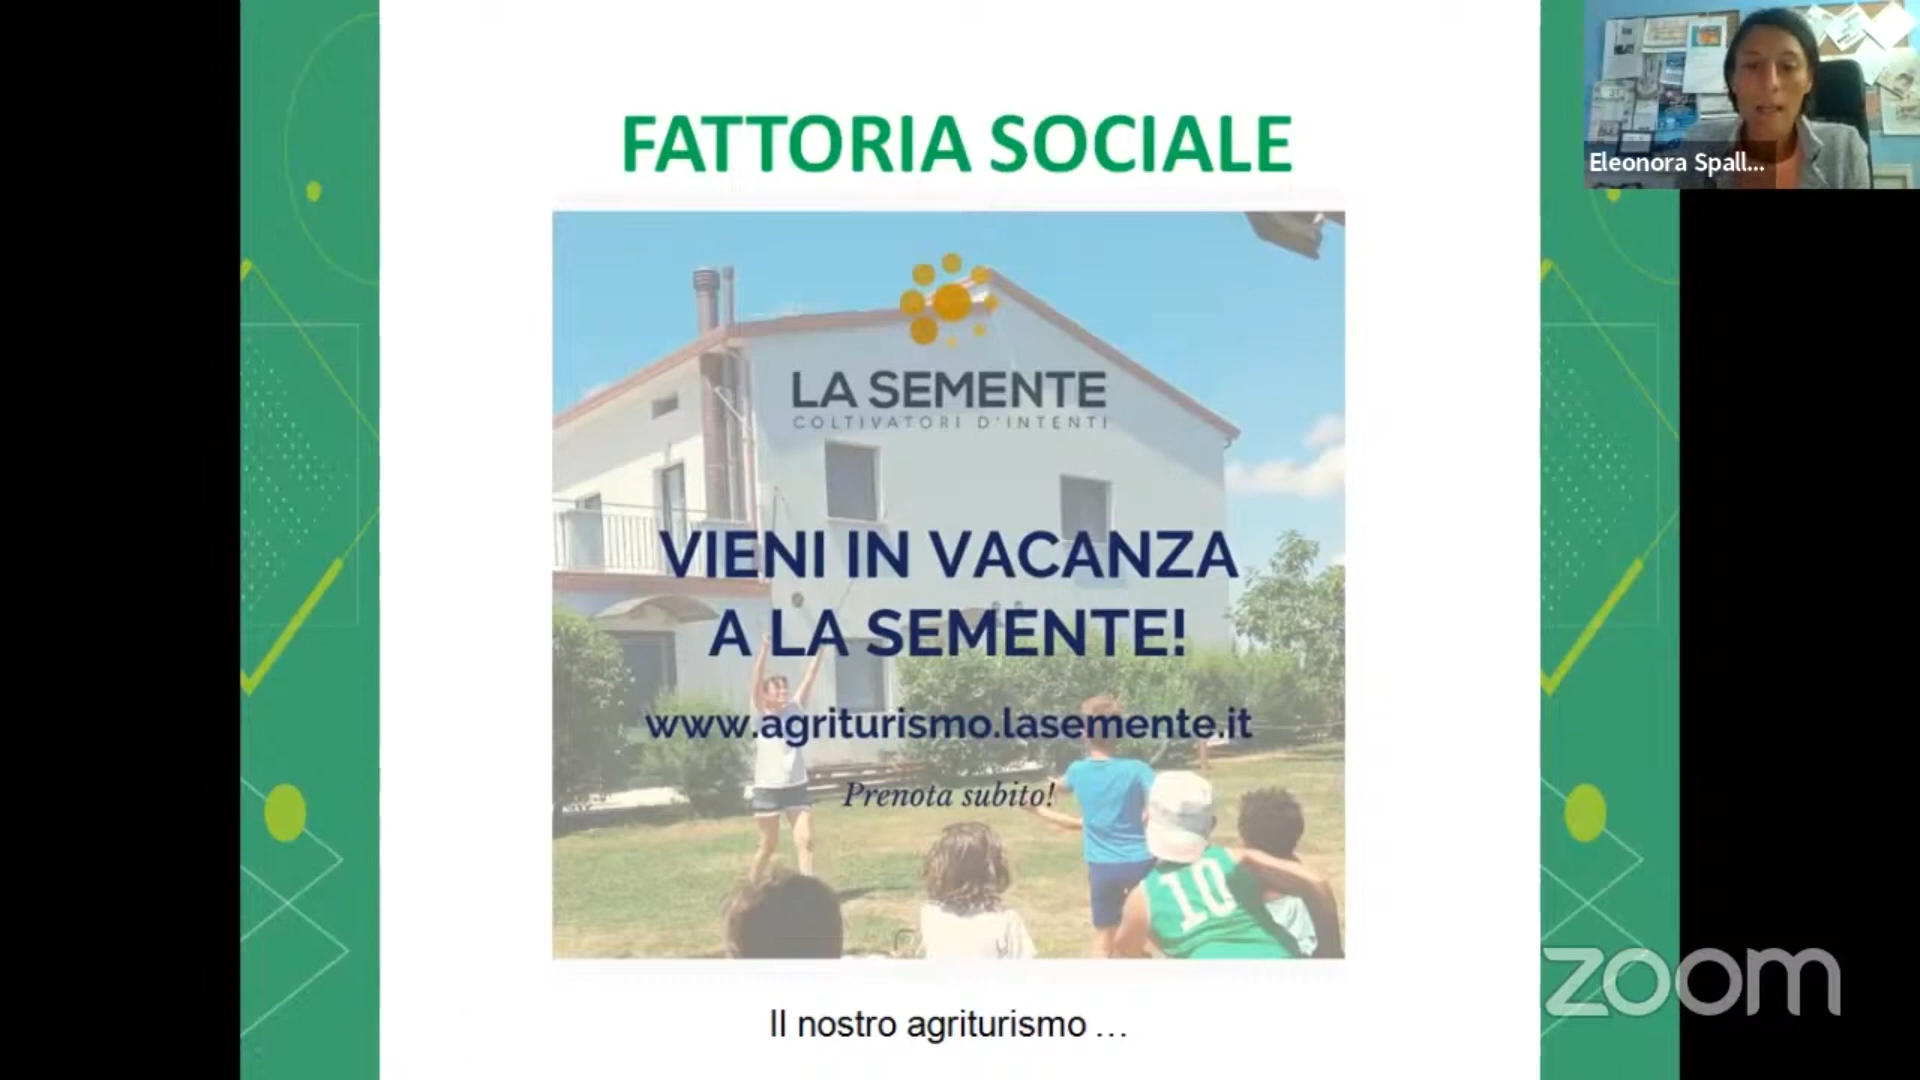 FATTORIA SOCIALE
Eleonora Spall...
LA SEMENTE
COLTIVATORI D'INTENTI
VIENI IN VACANZA
A LA SEMENTE!
www.agriturismo.lasemente.it
Prenota subito!
10
zoom
Il nostro agriturismo ...